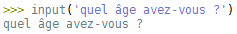 >>> input('quel âge avez-vous ?')
quel âge avez-vous ?